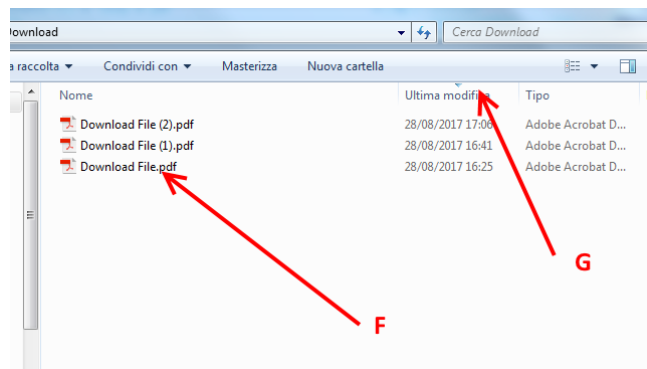 Download Cerca Download
a raccolta Condividi con Masterizza Nuova cartella
Nome Ultima modifica Tipo
Download File (2).pdf 28/08/2017 17:06 Adobe Acrobat D...
Download File (1).pdf 28/08/2017 16:41 Adobe Acrobat D...
Download File.pdf 28/08/2017 16:25 Adobe Acrobat D...
G
F